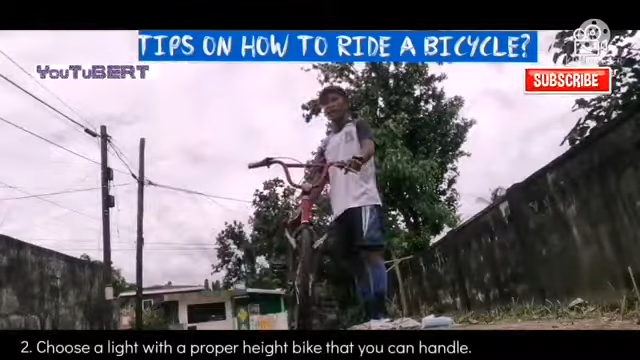 TIPS ON HOW TO RIDE A BICYCLE?
YouTuBERT
SUBSCRIBE
2. Choose a light with a proper height bike that you can handle.